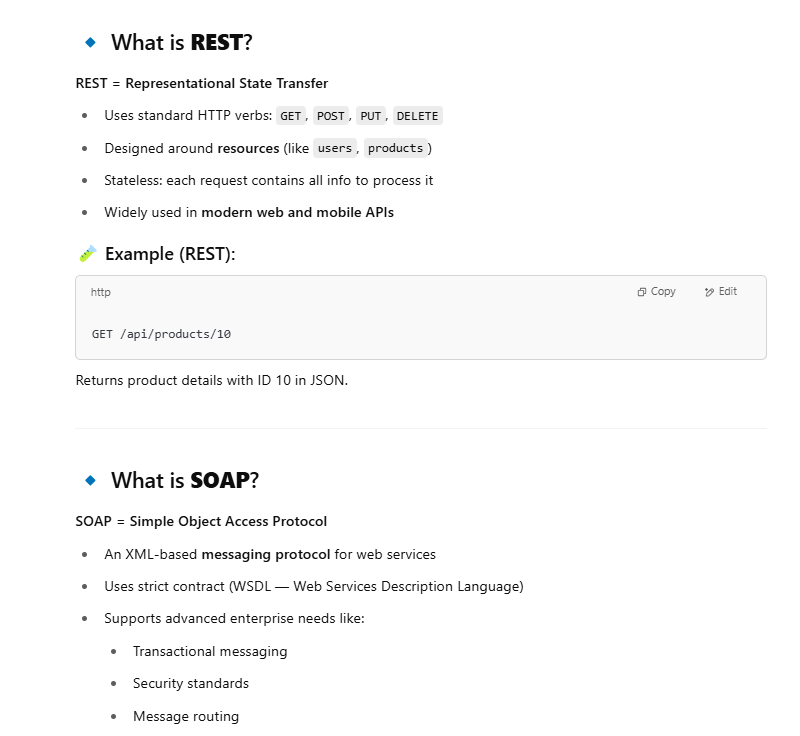 What is REST?
REST = Representational State Transfer
Uses standard HTTP verbs: GET, POST, PUT, DELETE
Designed around resources (like users, products)
Stateless: each request contains all info to process it
Widely used in modern web and mobile APIs
Example (REST):
http Copy Edit
GET /api/products/10
Returns product details with ID 10 in JSON.
What is SOAP?
SOAP = Simple Object Access Protocol
An XML-based messaging protocol for web services
Uses strict contract (WSDL — Web Services Description Language)
Supports advanced enterprise needs like:
Transactional messaging
Security standards
Message routing